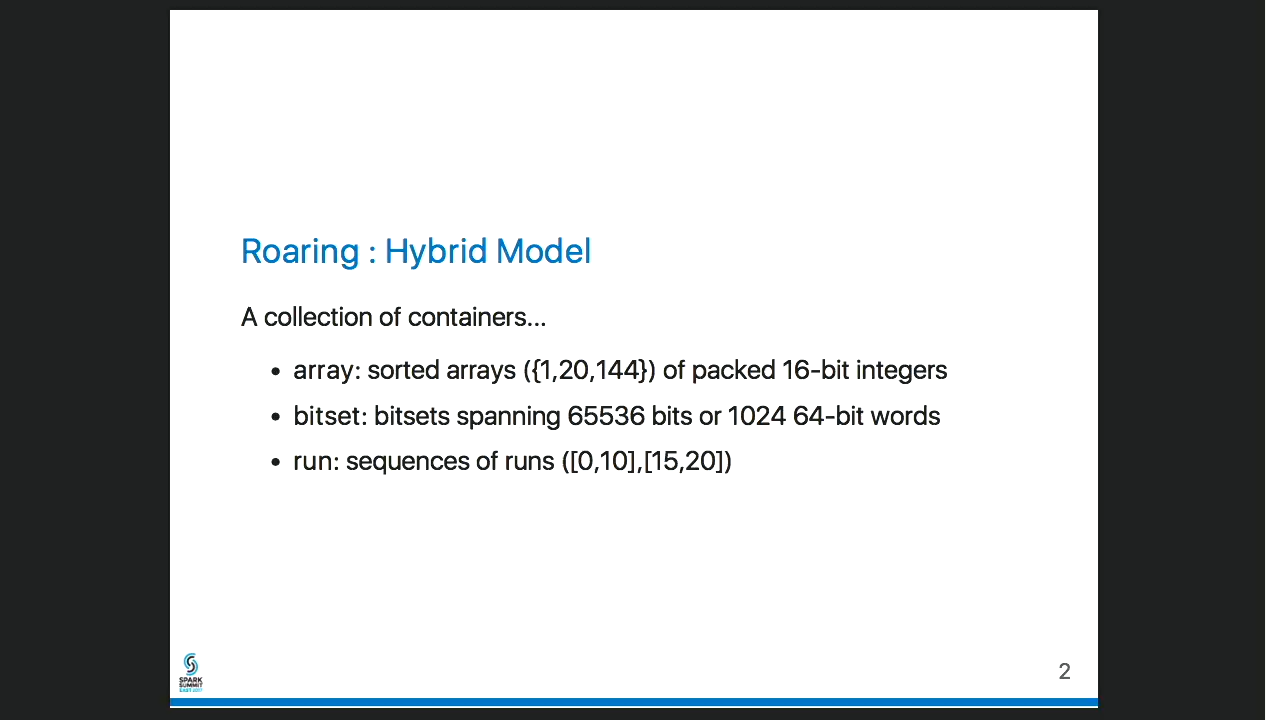 Roaring : Hybrid Model
A collection of containers...
• array: sorted arrays ({1,20,144}) of packed 16-bit integers
• bitset: bitsets spanning 65536 bits or 1024 64-bit words
• run: sequences of runs ([0,10],[15,20])
SPARK
SUMMIT
EAST 2017
2